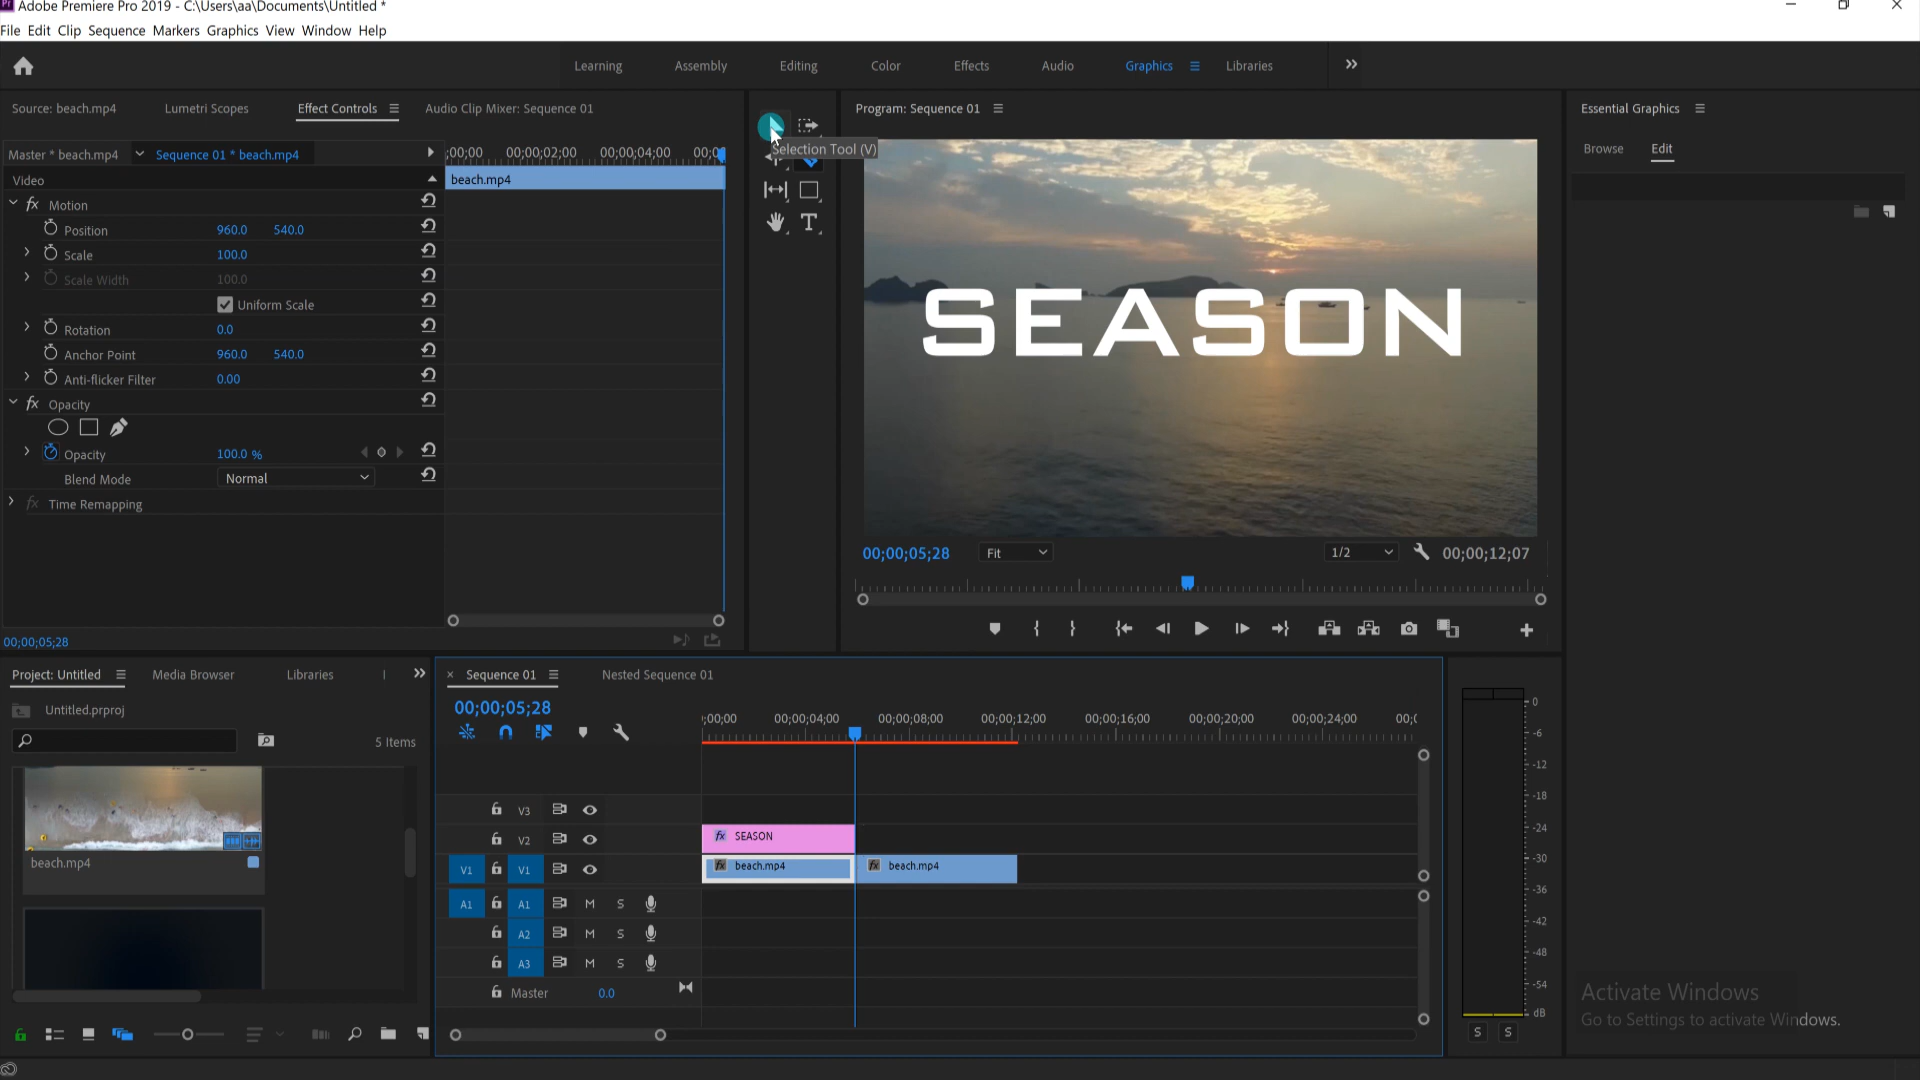 Adobe Premiere Pro 2019 - C:\Users\aa\Documents\Untitled *
File Edit Clip Sequence Markers Graphics View Window Help
Learning Assembly Editing Color Effects Audio Graphics Libraries
Source: beach.mp4 Lumetri Scopes Effect Controls Audio Clip Mixer: Sequence 01
Program: Sequence 01
Essential Graphics
Browse Edit
Selection Tool (V)
Master * beach.mp4 Sequence 01 * beach.mp4
;00;00 00;00;02;00 00;00;04;00
Video
beach.mp4
fx Motion
Position 960.0 540.0
Scale 100.0
Scale Width 100.0
Uniform Scale
Rotation 0.0
Anchor Point 960.0 540.0
Anti-flicker Filter 0.00
fx Opacity
Opacity 100.0 %
Blend Mode Normal
fx Time Remapping
00;00;05;28
SEASON
00;00;05;28 Fit 1/2 00;00;12;07
Project: Untitled Media Browser Libraries
Untitled.prproj
5 Items
beach.mp4
Sequence 01 Nested Sequence 01
00;00;05;28
;00;00 00;00;04;00 00;00;08;00 00;00;12;00 00;00;16;00 00;00;20;00 00;00;24;00
V3
V2 fx SEASON
V1 V1 fx beach.mp4 fx beach.mp4
A1 A1 M S
A2 M S
A3 M S
Master 0.0
0
-6
-12
-18
-24
-30
-36
-42
-48
-54
dB
S S
Activate Windows
Go to Settings to activate Windows.